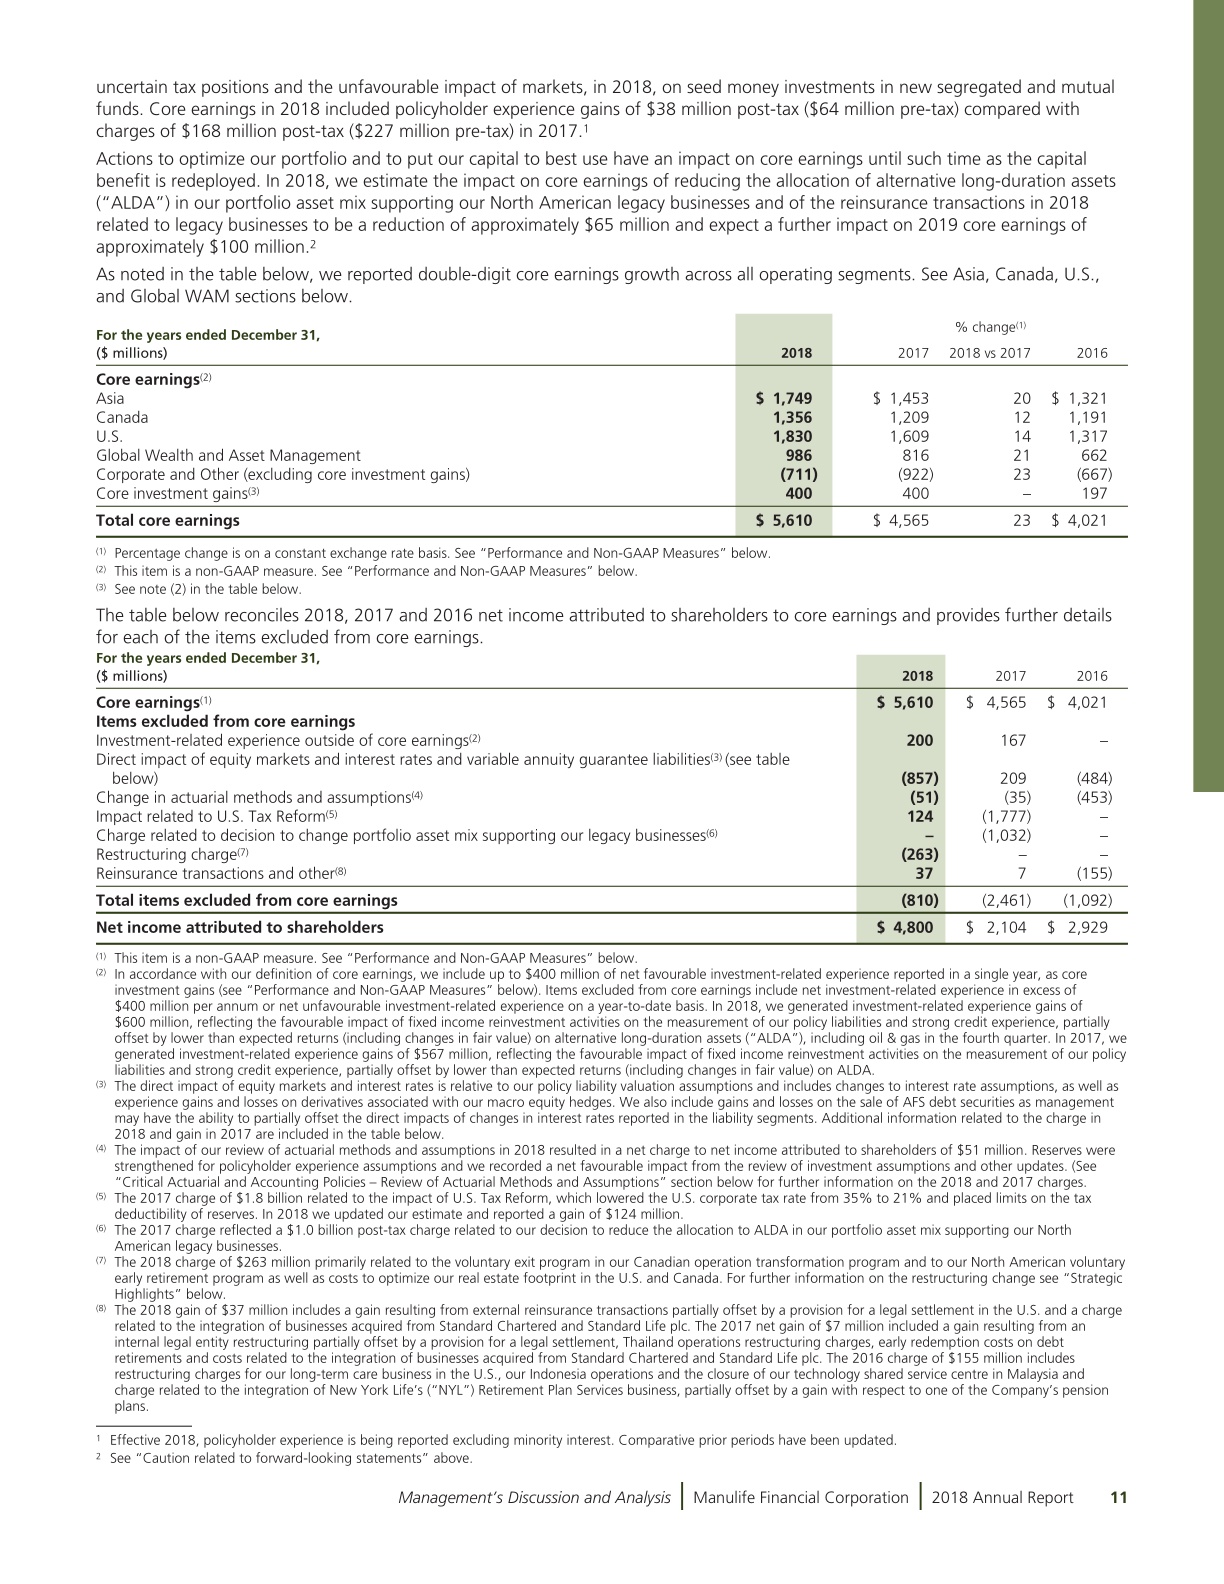 uncertain tax positions and the unfavourable impact of markets, in 2018, on seed money investments in new segregated and mutual
funds. Core earnings in 2018 included policyholder experience gains of $38 million post-tax ($64 million pre-tax) compared with
charges of $168 million post-tax ($227 million pre-tax) in 2017.1
Actions to optimize our portfolio and to put our capital to best use have an impact on core earnings until such time as the capital
benefit is redeployed. In 2018, we estimate the impact on core earnings of reducing the allocation of alternative long-duration assets
(“ALDA”) in our portfolio asset mix supporting our North American legacy businesses and of the reinsurance transactions in 2018
related to legacy businesses to be a reduction of approximately $65 million and expect a further impact on 2019 core earnings of
approximately $100 million.2
As noted in the table below, we reported double-digit core earnings growth across all operating segments. See Asia, Canada, U.S.,
and Global WAM sections below.
For the years ended December 31, % change(1)
($ millions) 2018 2017 2018 vs 2017 2016
Core earnings(2)
Asia $ 1,749 $ 1,453 20 $ 1,321
Canada 1,356 1,209 12 1,191
U.S. 1,830 1,609 14 1,317
Global Wealth and Asset Management 986 816 21 662
Corporate and Other (excluding core investment gains) (711) (922) 23 (667)
Core investment gains(3) 400 400 – 197
Total core earnings $ 5,610 $ 4,565 23 $ 4,021
(1) Percentage change is on a constant exchange rate basis. See “Performance and Non-GAAP Measures” below.
(2) This item is a non-GAAP measure. See “Performance and Non-GAAP Measures” below.
(3) See note (2) in the table below.
The table below reconciles 2018, 2017 and 2016 net income attributed to shareholders to core earnings and provides further details
for each of the items excluded from core earnings.
For the years ended December 31,
($ millions) 2018 2017 2016
Core earnings(1) $ 5,610 $ 4,565 $ 4,021
Items excluded from core earnings
Investment-related experience outside of core earnings(2) 200 167 –
Direct impact of equity markets and interest rates and variable annuity guarantee liabilities(3) (see table
below) (857) 209 (484)
Change in actuarial methods and assumptions(4) (51) (35) (453)
Impact related to U.S. Tax Reform(5) 124 (1,777) –
Charge related to decision to change portfolio asset mix supporting our legacy businesses(6) – (1,032) –
Restructuring charge(7) (263) – –
Reinsurance transactions and other(8) 37 7 (155)
Total items excluded from core earnings (810) (2,461) (1,092)
Net income attributed to shareholders $ 4,800 $ 2,104 $ 2,929
(1) This item is a non-GAAP measure. See “Performance and Non-GAAP Measures” below.
(2) In accordance with our definition of core earnings, we include up to $400 million of net favourable investment-related experience reported in a single year, as core
investment gains (see “Performance and Non-GAAP Measures” below). Items excluded from core earnings include net investment-related experience in excess of
$400 million per annum or net unfavourable investment-related experience on a year-to-date basis. In 2018, we generated investment-related experience gains of
$600 million, reflecting the favourable impact of fixed income reinvestment activities on the measurement of our policy liabilities and strong credit experience, partially
offset by lower than expected returns (including changes in fair value) on alternative long-duration assets (“ALDA”), including oil & gas in the fourth quarter. In 2017, we
generated investment-related experience gains of $567 million, reflecting the favourable impact of fixed income reinvestment activities on the measurement of our policy
liabilities and strong credit experience, partially offset by lower than expected returns (including changes in fair value) on ALDA.
(3) The direct impact of equity markets and interest rates is relative to our policy liability valuation assumptions and includes changes to interest rate assumptions, as well as
experience gains and losses on derivatives associated with our macro equity hedges. We also include gains and losses on the sale of AFS debt securities as management
may have the ability to partially offset the direct impacts of changes in interest rates reported in the liability segments. Additional information related to the charge in
2018 and gain in 2017 are included in the table below.
(4) The impact of our review of actuarial methods and assumptions in 2018 resulted in a net charge to net income attributed to shareholders of $51 million. Reserves were
strengthened for policyholder experience assumptions and we recorded a net favourable impact from the review of investment assumptions and other updates. (See
“Critical Actuarial and Accounting Policies – Review of Actuarial Methods and Assumptions” section below for further information on the 2018 and 2017 charges.
(5) The 2017 charge of $1.8 billion related to the impact of U.S. Tax Reform, which lowered the U.S. corporate tax rate from 35% to 21% and placed limits on the tax
deductibility of reserves. In 2018 we updated our estimate and reported a gain of $124 million.
(6) The 2017 charge reflected a $1.0 billion post-tax charge related to our decision to reduce the allocation to ALDA in our portfolio asset mix supporting our North
American legacy businesses.
(7) The 2018 charge of $263 million primarily related to the voluntary exit program in our Canadian operation transformation program and to our North American voluntary
early retirement program as well as costs to optimize our real estate footprint in the U.S. and Canada. For further information on the restructuring change see “Strategic
Highlights” below.
(8) The 2018 gain of $37 million includes a gain resulting from external reinsurance transactions partially offset by a provision for a legal settlement in the U.S. and a charge
related to the integration of businesses acquired from Standard Chartered and Standard Life plc. The 2017 net gain of $7 million included a gain resulting from an
internal legal entity restructuring partially offset by a provision for a legal settlement, Thailand operations restructuring charges, early redemption costs on debt
retirements and costs related to the integration of businesses acquired from Standard Chartered and Standard Life plc. The 2016 charge of $155 million includes
restructuring charges for our long-term care business in the U.S., our Indonesia operations and the closure of our technology shared service centre in Malaysia and
charge related to the integration of New York Life’s (“NYL”) Retirement Plan Services business, partially offset by a gain with respect to one of the Company’s pension
plans.
1 Effective 2018, policyholder experience is being reported excluding minority interest. Comparative prior periods have been updated.
2 See “Caution related to forward-looking statements” above.
Management’s Discussion and Analysis | Manulife Financial Corporation | 2018 Annual Report 11